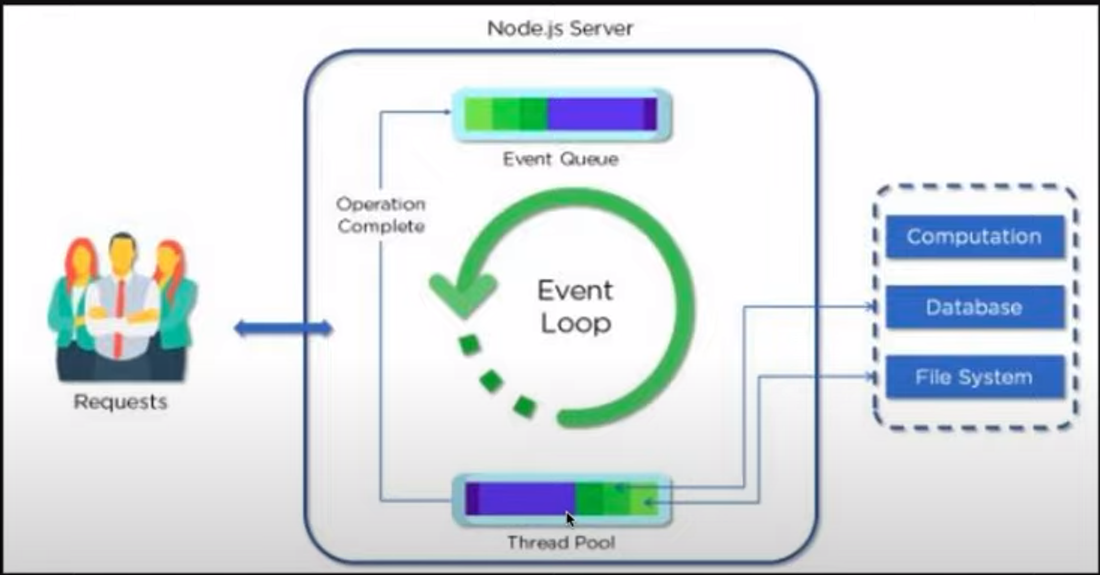 Node.js Server
Event Queue
Operation
Complete
Event
Loop
Computation
Database
File System
Requests
Thread Pool